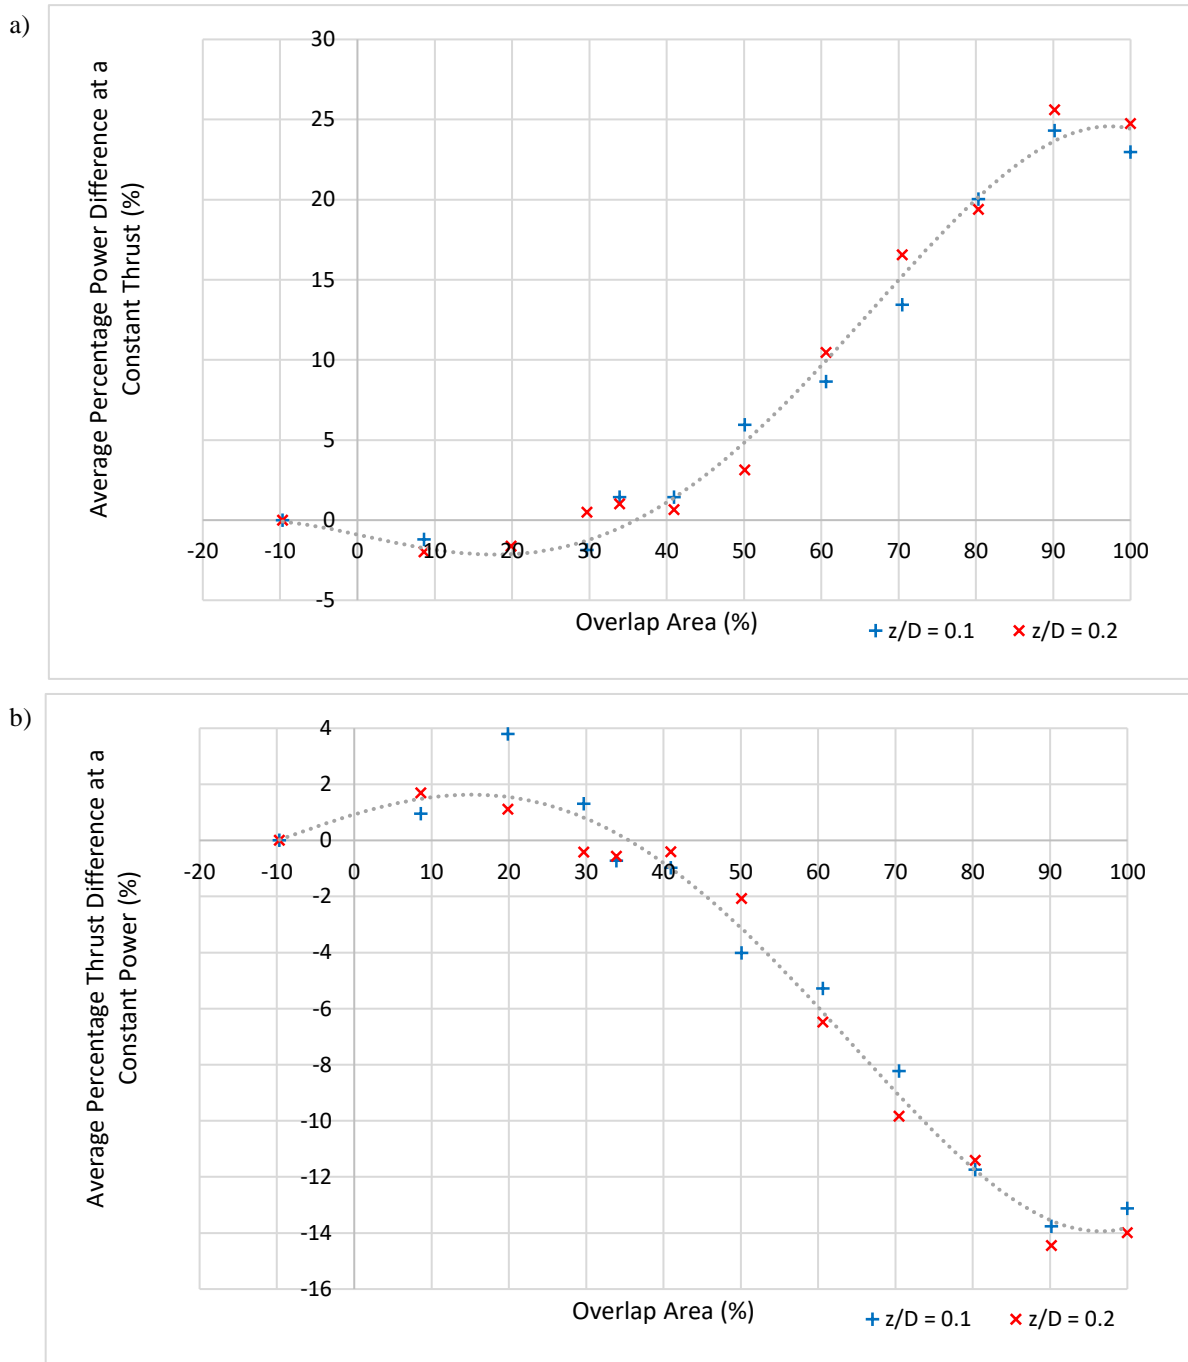 a)
Average Percentage Power Difference at a
Constant Thrust (%)
30
25
20
15
10
5
0
-5
-20 -10 0 10 20 30 40 50 60 70 80 90 100
Overlap Area (%)
z/D = 0.1 z/D = 0.2
b)
Average Percentage Thrust Difference at a
Constant Power (%)
4
2
0
-2
-4
-6
-8
-10
-12
-14
-16
-20 -10 0 10 20 30 40 50 60 70 80 90 100
Overlap Area (%)
z/D = 0.1 z/D = 0.2